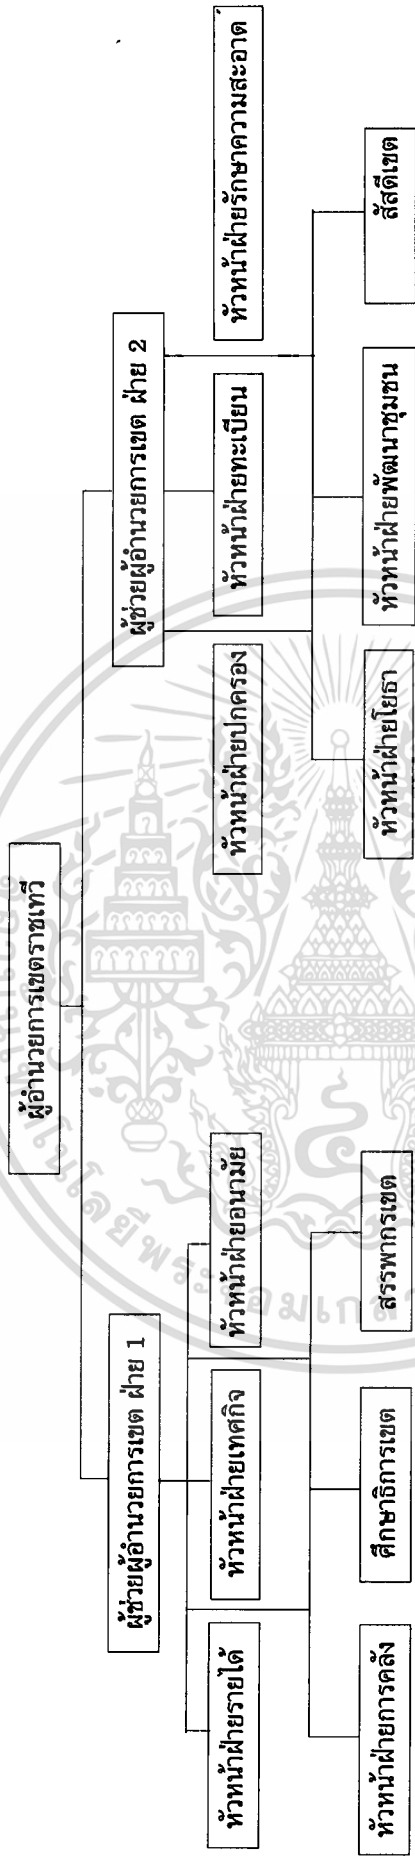 ผู้อำนวยการเขตราชเทวี
ผู้ช่วยผู้อำนวยการเขต ฝ่าย 1
ผู้ช่วยผู้อำนวยการเขต ฝ่าย 2
หัวหน้าฝ่ายรายได้
หัวหน้าฝ่ายเทศกิจ
หัวหน้าฝ่ายอนามัย
หัวหน้าฝ่ายปกครอง
หัวหน้าฝ่ายทะเบียน
หัวหน้าฝ่ายรักษาความสะอาด
หัวหน้าฝ่ายการคลัง
ศึกษาธิการเขต
สรรพากรเขต
หัวหน้าฝ่ายโยธา
หัวหน้าฝ่ายพัฒนาชุมชน
สัสดีเขต